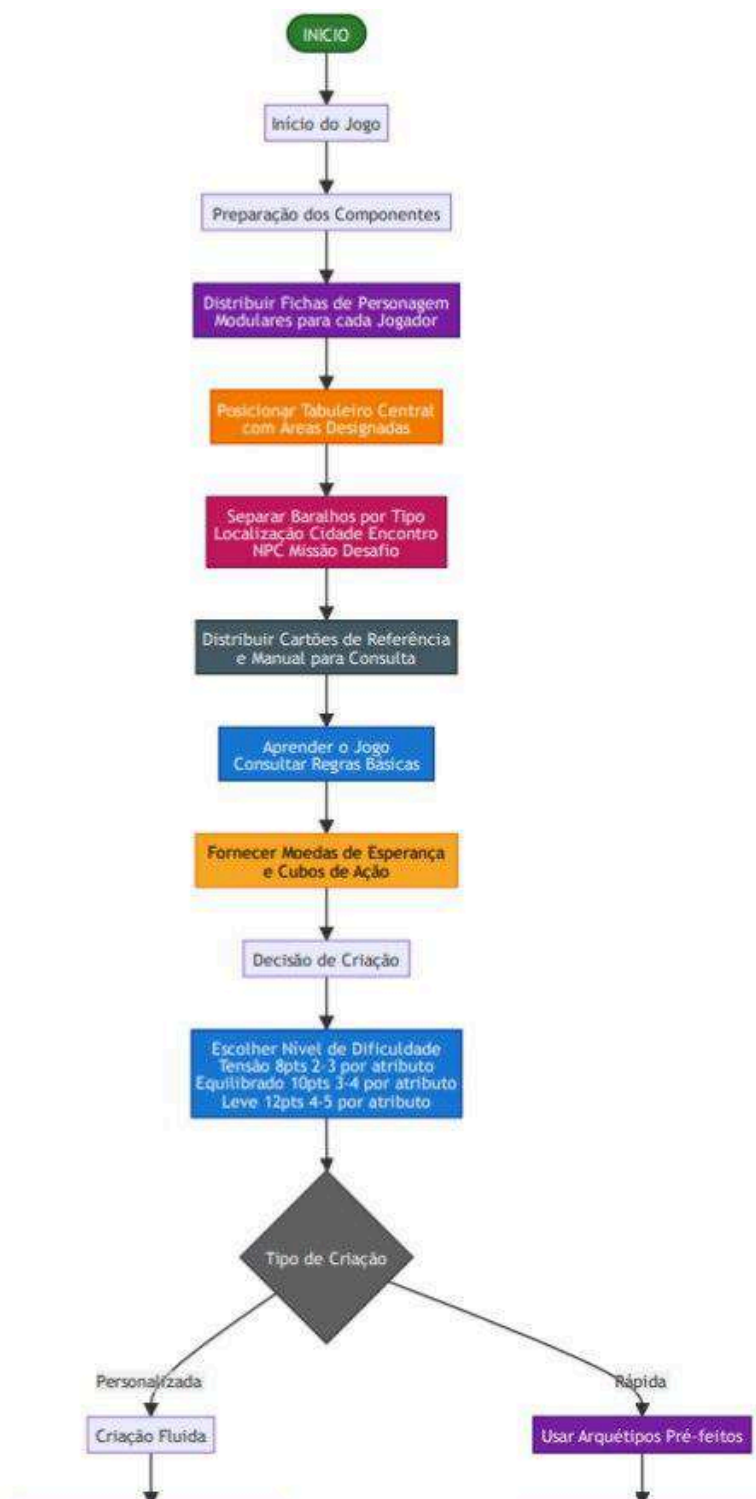 INICIO
Início do Jogo
Preparação dos Componentes
Distribuir Fichas de Personagem
Modulares para cada Jogador
Posicionar Tabuleiro Central
com Áreas Designadas
Separar Baralhos por Tipo
Localização Cidade Encontro
NPC Missão Desafio
Distribuir Cartões de Referência
e Manual para Consulta
Aprender o Jogo
Consultar Regras Básicas
Fornecer Moedas de Esperança
e Cubos de Ação
Decisão de Criação
Escolher Nível de Dificuldade
Tensão 8pts 2-3 por atributo
Equilibrado 10pts 3-4 por atributo
Leve 12pts 4-5 por atributo
Tipo de Criação
Personalizada
Rápida
Criação Fluida
Usar Arquétipos Pré-feitos